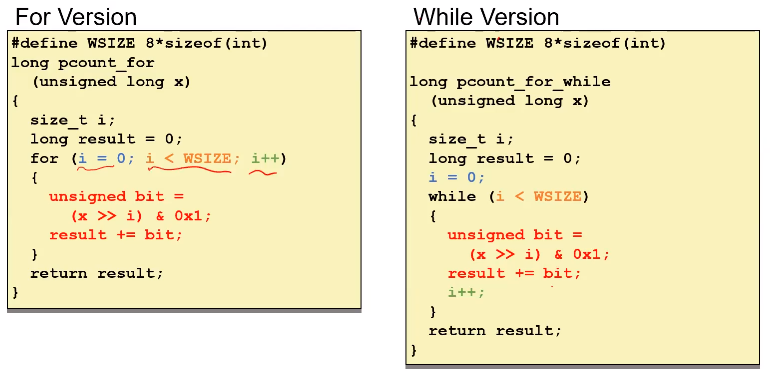 For Version
#define WSIZE 8*sizeof(int)
long pcount_for
(unsigned long x)
{
size_t i;
long result = 0;
for (i = 0; i < WSIZE; i++)
{
unsigned bit =
(x >> i) & 0x1;
result += bit;
}
return result;
}
While Version
#define WSIZE 8*sizeof(int)
long pcount_for_while
(unsigned long x)
{
size_t i;
long result = 0;
i = 0;
while (i < WSIZE)
{
unsigned bit =
(x >> i) & 0x1;
result += bit;
i++;
}
return result;
}